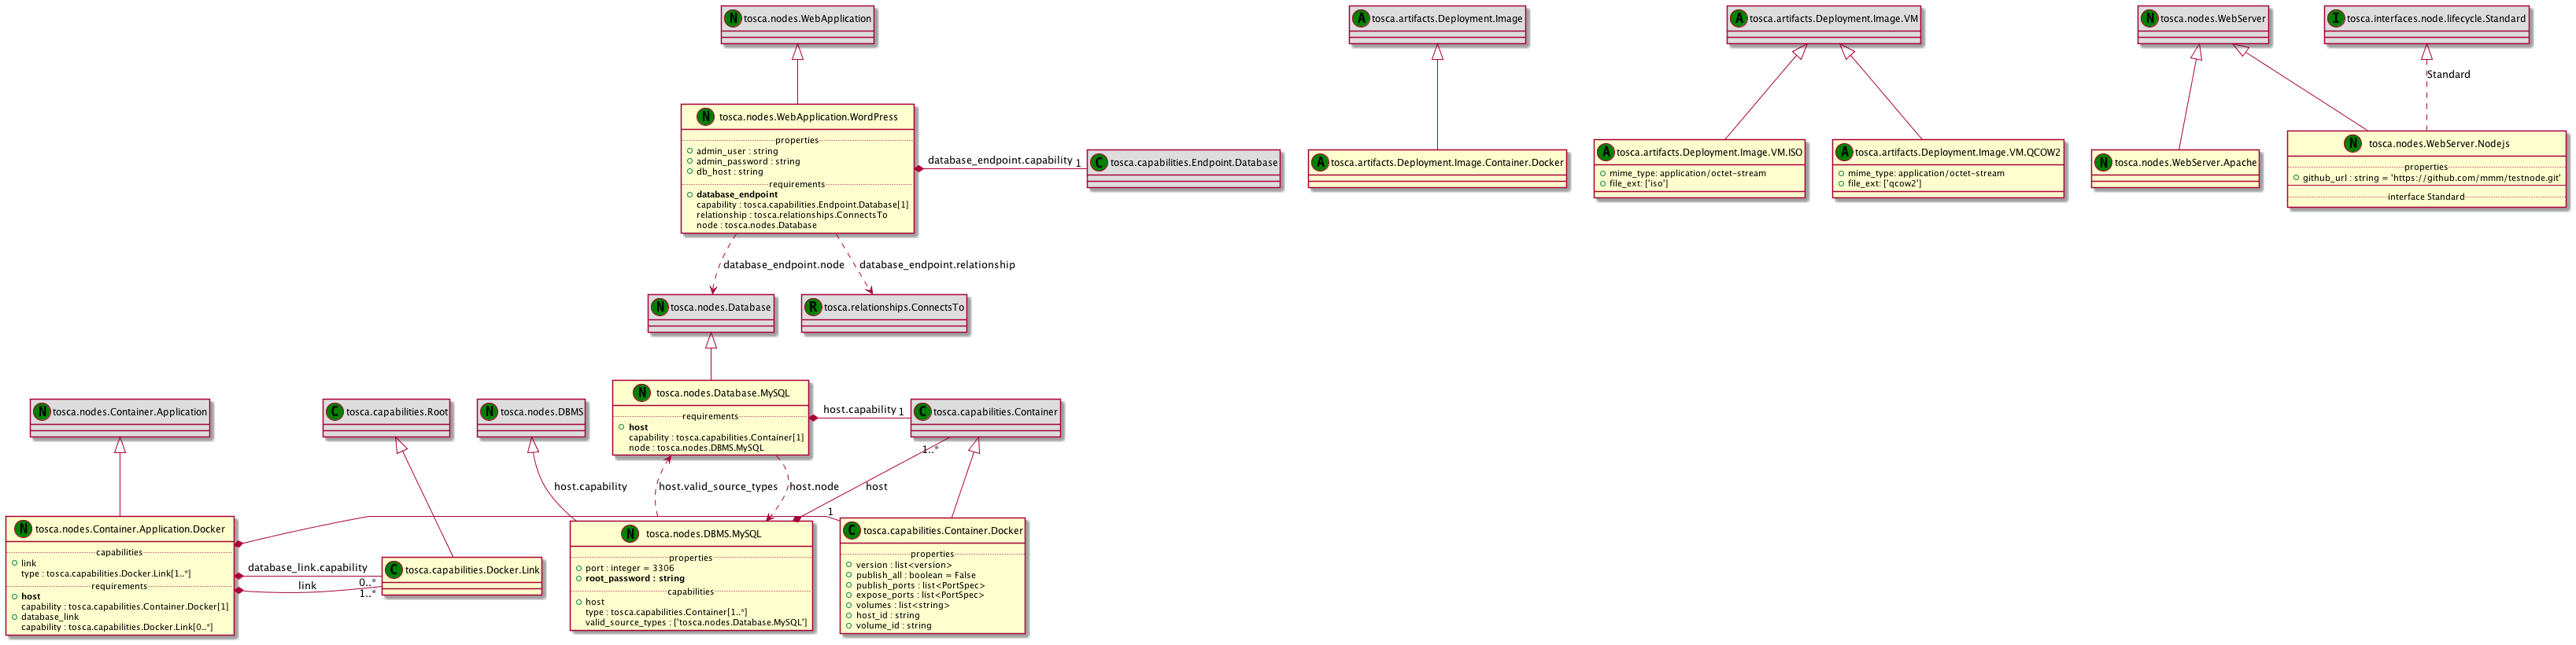 N tosca.nodes.WebApplication
A tosca.artifacts.Deployment.Image
A tosca.artifacts.Deployment.Image.VM
N tosca.nodes.WebServer
I tosca.interfaces.node.lifecycle.Standard
Standard
N tosca.nodes.WebApplication.WordPress
properties
admin_user : string
admin_password : string
db_host : string
requirements
database_endpoint
capability : tosca.capabilities.Endpoint.Database[1]
relationship : tosca.relationships.ConnectsTo
node : tosca.nodes.Database
database_endpoint.capability
1
C tosca.capabilities.Endpoint.Database
A tosca.artifacts.Deployment.Image.Container.Docker
A tosca.artifacts.Deployment.Image.VM.ISO
mime_type: application/octet-stream
file_ext: ['iso']
A tosca.artifacts.Deployment.Image.VM.QCOW2
mime_type: application/octet-stream
file_ext: ['qcow2']
N tosca.nodes.WebServer.Apache
N tosca.nodes.WebServer.Nodejs
properties
github_url : string = 'https://github.com/mmm/testnode.git'
interface Standard
database_endpoint.node
database_endpoint.relationship
N tosca.nodes.Database
R tosca.relationships.ConnectsTo
N tosca.nodes.Container.Application
C tosca.capabilities.Root
N tosca.nodes.DBMS
N tosca.nodes.Database.MySQL
requirements
host
capability : tosca.capabilities.Container[1]
node : tosca.nodes.DBMS.MySQL
host.capability
1
C tosca.capabilities.Container
1..*
host.capability
host.valid_source_types
host.node
host
1
N tosca.nodes.Container.Application.Docker
capabilities
link
type : tosca.capabilities.Docker.Link[1..*]
requirements
host
capability : tosca.capabilities.Container.Docker[1]
database_link
capability : tosca.capabilities.Docker.Link[0..*]
database_link.capability
0..*
link
1..*
C tosca.capabilities.Docker.Link
N tosca.nodes.DBMS.MySQL
properties
port : integer = 3306
root_password : string
capabilities
host
type : tosca.capabilities.Container[1..*]
valid_source_types : ['tosca.nodes.Database.MySQL']
C tosca.capabilities.Container.Docker
properties
version : list<version>
publish_all : boolean = False
publish_ports : list<PortSpec>
expose_ports : list<PortSpec>
volumes : list<string>
host_id : string
volume_id : string